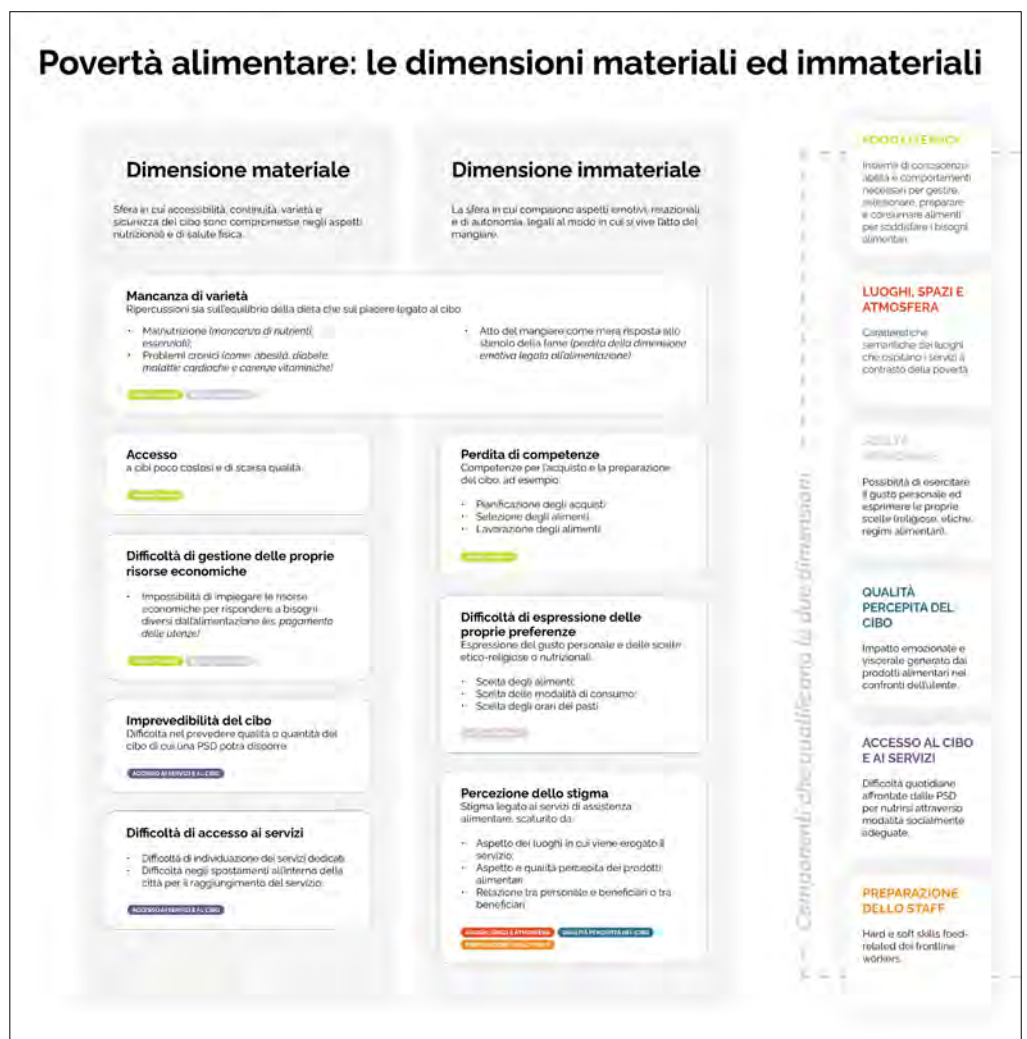 Povertà alimentare: le dimensioni materiali ed immateriali
Dimensione materiale
Sfera in cui accessibilità, continuità, varietà e
sicurezza del cibo sono compromesse negli aspetti
nutrizionali e di salute fisica.
Dimensione immateriale
La sfera in cui compaiono aspetti emotivi, relazionali
e di autonomia, legati al modo in cui si vive l'atto del
mangiare.
Mancanza di varietà
Ripercussioni sia sull'equilibrio della dieta che sul piacere legato al cibo
• Malnutrizione (mancanza di nutrienti
essenziali);
• Problemi cronici (come: obesità, diabete,
malattie cardiache e carenze vitaminiche)
• Atto del mangiare come mera risposta allo
stimolo della fame (perdita della dimensione
emotiva legata all'alimentazione)
Accesso
a cibi poco costosi e di scarsa qualità.
Difficoltà di gestione delle proprie
risorse economiche
• Impossibilità di impiegare le risorse
economiche per rispondere a bisogni
diversi dall'alimentazione (es. pagamento
delle utenze)
Imprevedibilità del cibo
Difficoltà nel prevedere qualità o quantità del
cibo di cui una PSD potrà disporre.
ACCESSO AI SERVIZI E AL CIBO
Difficoltà di accesso ai servizi
• Difficoltà di individuazione dei servizi dedicati
• Difficoltà negli spostamenti all'interno della
città per il raggiungimento del servizio.
ACCESSO AI SERVIZI E AL CIBO
Perdita di competenze
Competenze per l'acquisto e la preparazione
del cibo, ad esempio:
• Pianificazione degli acquisti
• Selezione degli alimenti
• Lavorazione degli alimenti
Difficoltà di espressione delle
proprie preferenze
Espressione del gusto personale e delle scelte
etico-religiose o nutrizionali.
• Scelta degli alimenti;
• Scelta delle modalità di consumo;
• Scelta degli orari dei pasti
Percezione dello stigma
Stigma legato ai servizi di assistenza
alimentare, scaturito da:
• Aspetto dei luoghi in cui viene erogato il
servizio;
• Aspetto e qualità percepita dei prodotti
alimentari
• Relazione tra personale e beneficiari o tra
beneficiari
LUOGHI, SPAZI E ATMOSFERA
QUALITÀ PERCEPITA DEL CIBO
PREPARAZIONE DELLO STAFF
Componenti che qualificano le due dimensioni
FOOD LITERACY
Insieme di conoscenze
abilità e comportamenti
necessari per gestire,
selezionare, preparare
e consumare alimenti
per soddisfare i bisogni
alimentari.
LUOGHI, SPAZI E
ATMOSFERA
Caratteristiche
semantiche dei luoghi
che ospitano i servizi a
contrasto della povertà
SCELTA
Possibilità di esercitare
il gusto personale ed
esprimere le proprie
scelte (religiose, etiche,
regimi alimentari).
QUALITÀ
PERCEPITA DEL
CIBO
Impatto emozionale e
viscerale generato dai
prodotti alimentari nei
confronti dell'utente.
ACCESSO AL CIBO
E AI SERVIZI
Difficoltà quotidiane
affrontate dalle PSD
per nutrirsi attraverso
modalità socialmente
adeguate.
PREPARAZIONE
DELLO STAFF
Hard e soft skills food-
related dei frontline
workers.